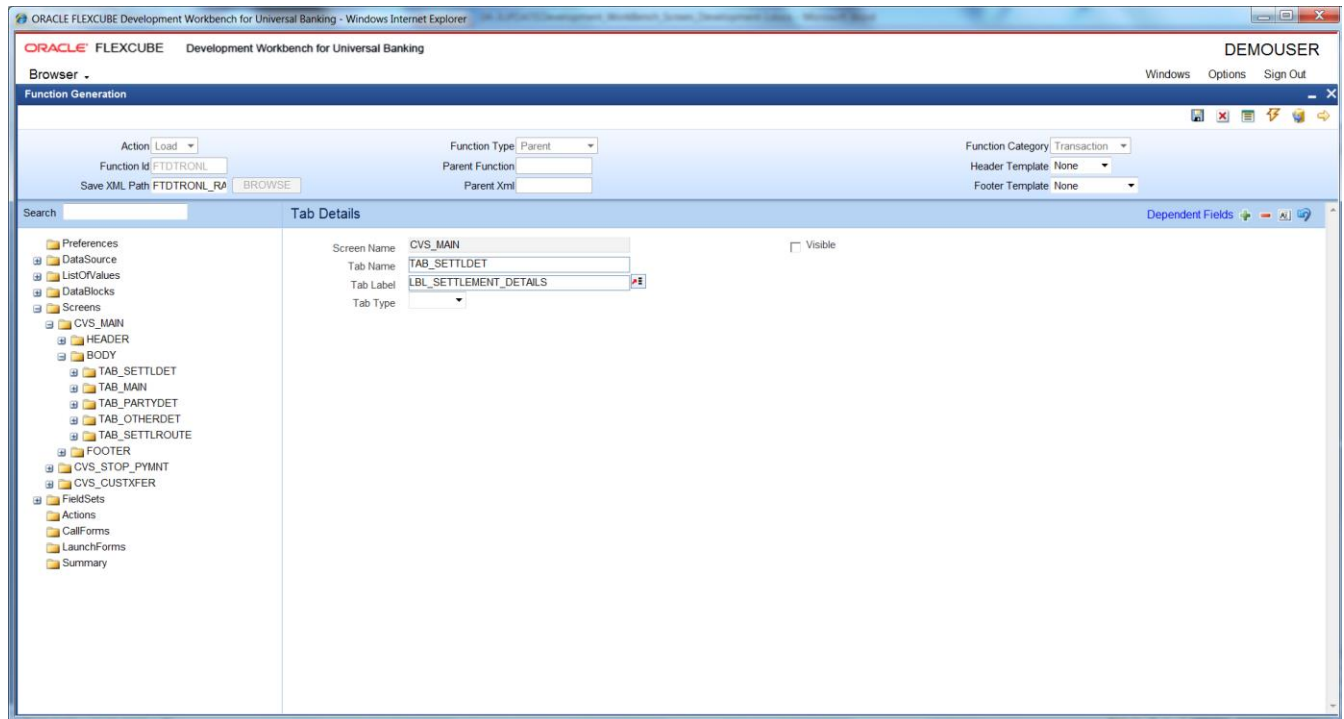 ORACLE FLEXCUBE Development Workbench for Universal Banking - Windows Internet Explorer
ORACLE FLEXCUBE Development Workbench for Universal Banking
DEMOUSER
Browser
Windows Options Sign Out
Function Generation
Action Load
Function Type Parent
Function Category Transaction
Function Id FTDTRONL
Parent Function
Header Template None
Save XML Path FTDTRONL_RA BROWSE
Parent Xml
Footer Template None
Search
Tab Details
Dependent Fields
Preferences
DataSource
ListOfValues
DataBlocks
Screens
CVS_MAIN
HEADER
BODY
TAB_SETTLDET
TAB_MAIN
TAB_PARTYDET
TAB_OTHERDET
TAB_SETTLROUTE
FOOTER
CVS_STOP_PYMNT
CVS_CUSTXFER
FieldSets
Actions
CallForms
LaunchForms
Summary
Screen Name CVS_MAIN
Visible
Tab Name TAB_SETTLDET
Tab Label LBL_SETTLEMENT_DETAILS
Tab Type